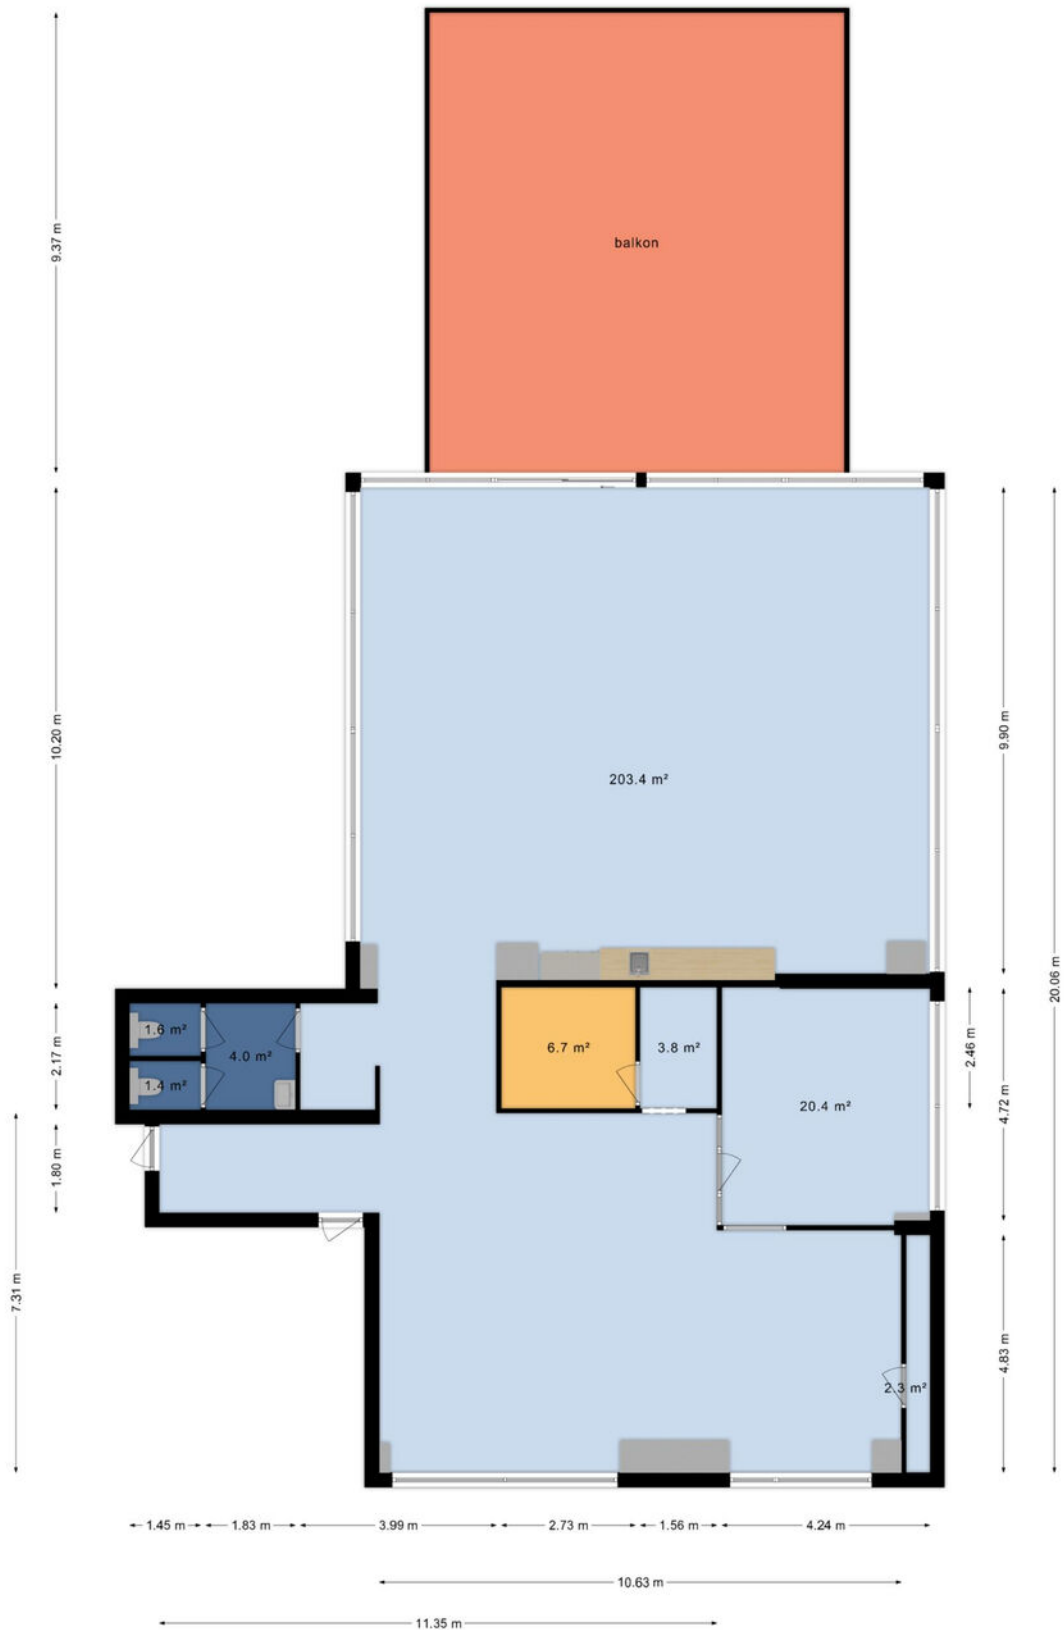 balkon
9.37 m
10.20 m
9.90 m
203.4 m²
20.06 m
1.6 m²
4.0 m²
1.4 m²
2.17 m
6.7 m²
3.8 m²
2.46 m
20.4 m²
4.72 m
1.80 m
7.31 m
4.83 m
2.3 m²
1.45 m
1.83 m
3.99 m
2.73 m
1.56 m
4.24 m
10.63 m
11.35 m